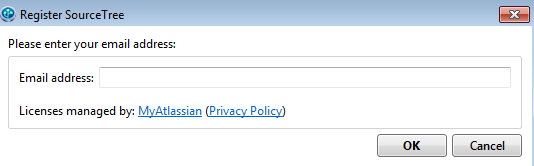 Register SourceTree
Please enter your email address:
Email address:
Licenses managed by: MyAtlassian (Privacy Policy)
OK Cancel